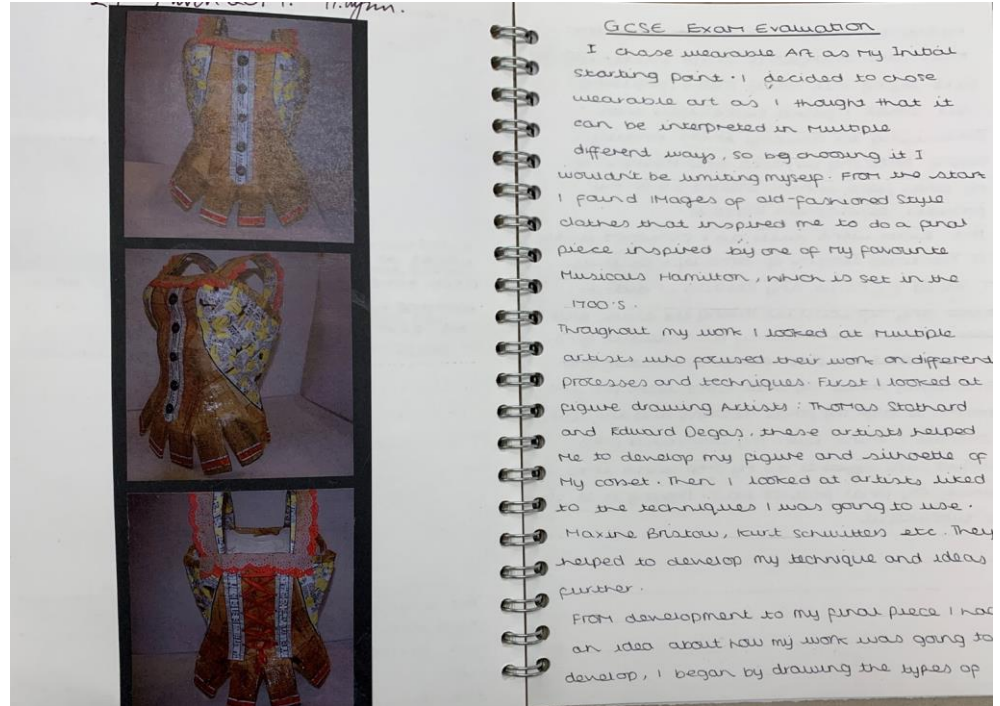 GCSE Exam Evaluation
I chose wearable Art as my Initial
starting point. I decided to chose
wearable art as I thought that it
can be interpreted in multiple
different ways, so by choosing it I
wouldn't be limiting myself. From the start
I found images of old-fashioned style
clothes that inspired me to do a final
piece inspired by one of my favourite
Musicals Hamilton, which is set in the
1700's.
Throughout my work I looked at multiple
artists who focused their work on different
processes and techniques. First I looked at
figure drawing Artists: Thomas Stothard
and Eduard Degas, these artists helped
me to develop my figure and silhoette of
my corset. Then I looked at artists liked
to the techniques I was going to use.
Maxine Bristow, Kurt Schwitters etc. They
helped to develop my technique and ideas
further.
From development to my final piece I had
an idea about how my work was going to
develop, I began by drawing the types of